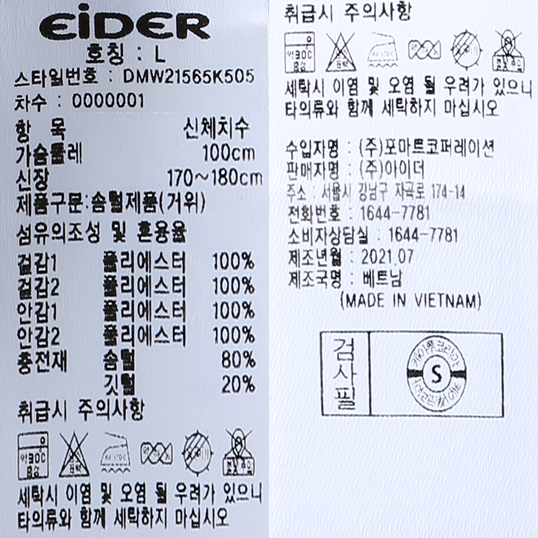 EiDER
호칭 : L
스타일번호 : DMW21565K505
차수 : 0000001
항 목 신체치수
가슴둘레 100cm
신장 170~180cm
제품구분:솜털제품(거위)
섬유의조성 및 혼용율
겉감1 폴리에스터 100%
겉감2 폴리에스터 100%
안감1 폴리에스터 100%
안감2 폴리에스터 100%
충전재 솜털 80%
깃털 20%
취급시 주의사항
약30℃
중성
세탁시 이염 및 오염 될 우려가 있으니
타의류와 함께 세탁하지 마십시오
취급시 주의사항
약30℃
중성
세탁시 이염 및 오염 될 우려가 있으니
타의류와 함께 세탁하지 마십시오
수입자명 : (주)포마트코퍼레이션
판매자명 : (주)아이더
주소 : 서울시 강남구 자곡로 174-14
전화번호 : 1644-7781
소비자상담실 : 1644-7781
제조년월 : 2021.07
제조국명 : 베트남
(MADE IN VIETNAM)
검사필
S